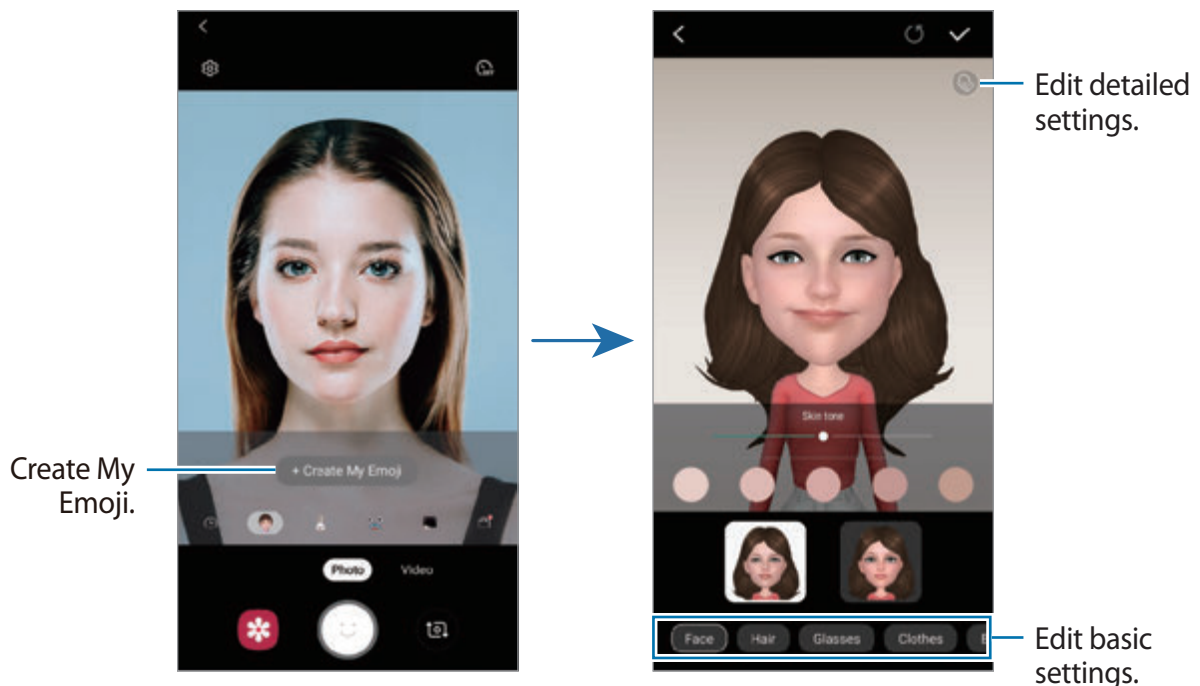 Create My
Emoji.
+ Create My Emoji
Photo Video
Edit detailed
settings.
Skin tone
Face Hair Glasses Clothes
Edit basic
settings.